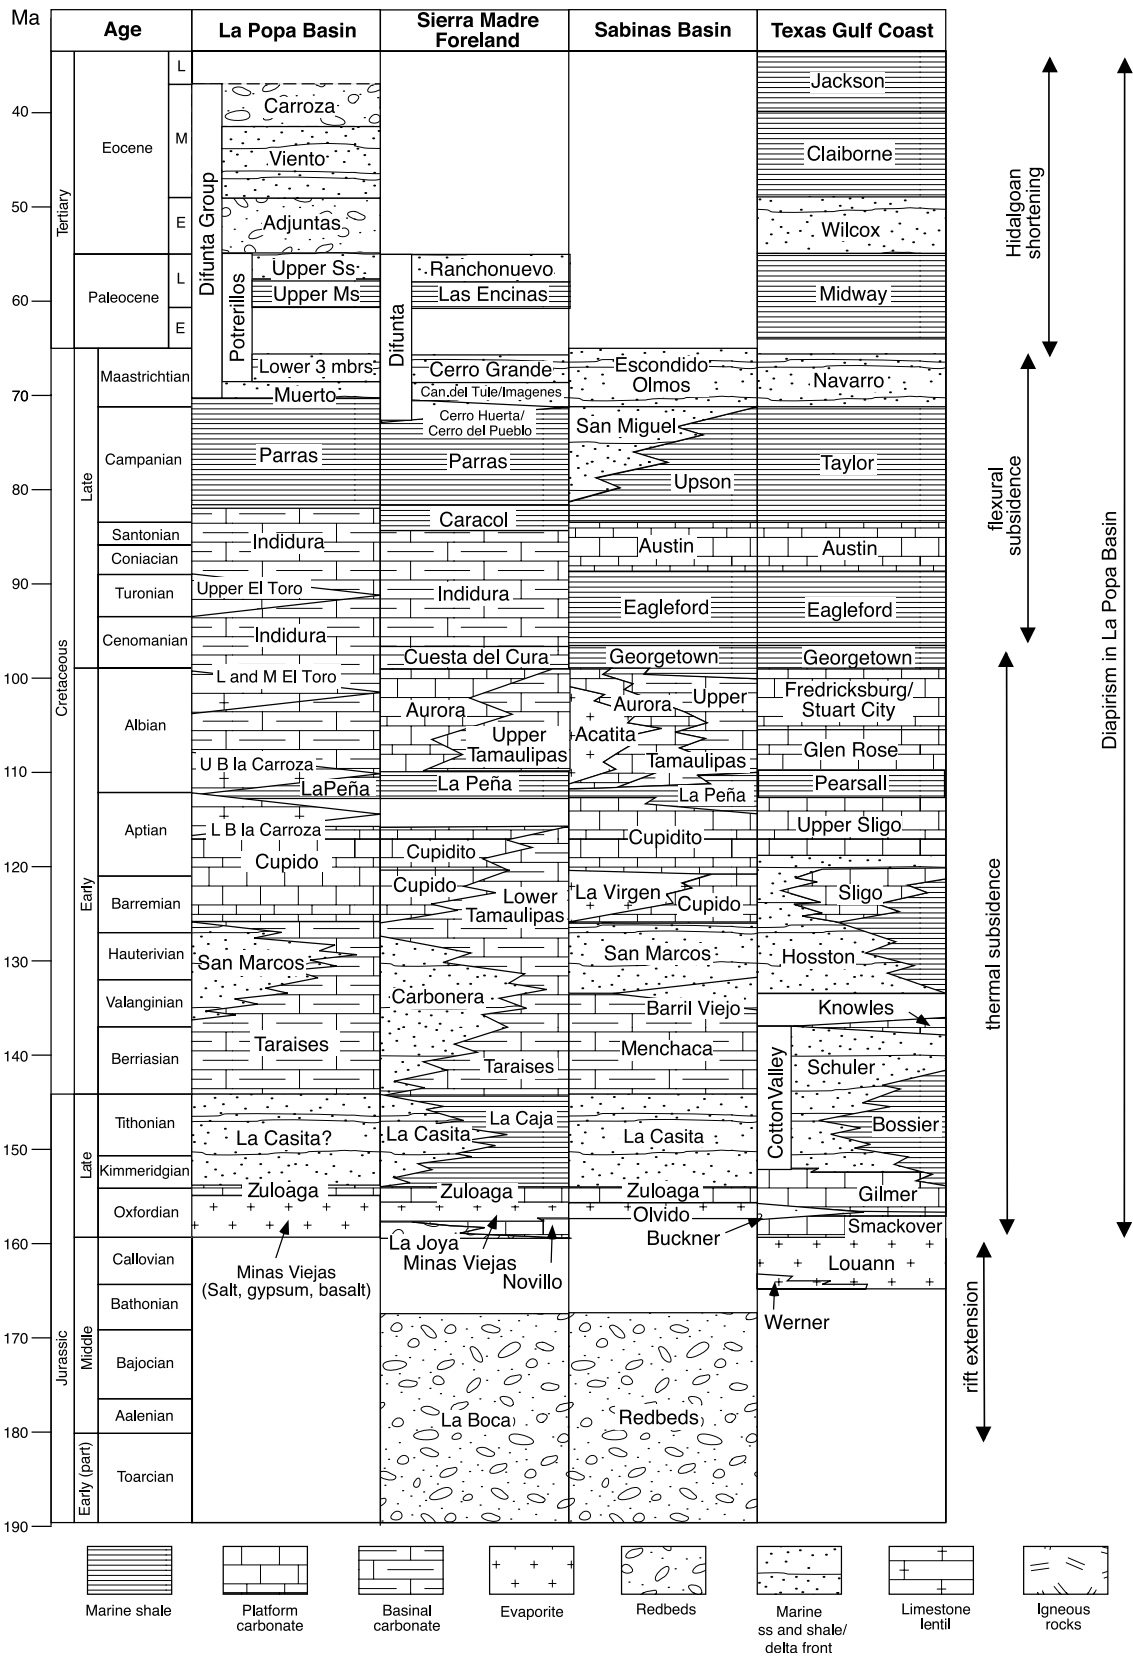 Ma
Age
La Popa Basin
Sierra Madre
Foreland
Sabinas Basin
Texas Gulf Coast
40
50
60
70
80
90
100
110
120
130
140
150
160
170
180
190
Tertiary
Cretaceous
Jurassic
Late
Early
Late
Middle
Early (part)
Eocene
L
M
E
Paleocene
L
E
Maastrichtian
Campanian
Santonian
Coniacian
Turonian
Cenomanian
Albian
Aptian
Barremian
Hauterivian
Valanginian
Berriasian
Tithonian
Kimmeridgian
Oxfordian
Callovian
Bathonian
Bajocian
Aalenian
Toarcian
Difunta Group
Potrerillos
Carroza
Viento
Adjuntas
Upper Ss
Upper Ms
Lower 3 mbrs
Muerto
Parras
Indidura
Upper El Toro
Indidura
L and M El Toro
U B la Carroza
LaPeña
L B la Carroza
Cupido
San Marcos
Taraises
La Casita?
Zuloaga
Minas Viejas
(Salt, gypsum, basalt)
Difunta
Ranchonuevo
Las Encinas
Cerro Grande
Can.del Tule/Imagenes
Cerro Huerta/
Cerro del Pueblo
Parras
Caracol
Indidura
Cuesta del Cura
Aurora
Upper
Tamaulipas
La Peña
Cupidito
Cupido
Lower
Tamaulipas
Carbonera
Taraises
La Caja
La Casita
Zuloaga
La Joya
Minas Viejas
Novillo
La Boca
Escondido
Olmos
San Miguel
Upson
Austin
Eagleford
Georgetown
Upper
Aurora
Acatita
Tamaulipas
La Peña
Cupidito
La Virgen
Cupido
San Marcos
Barril Viejo
Menchaca
La Casita
Zuloaga
Olvido
Buckner
Redbeds
Jackson
Claiborne
Wilcox
Midway
Navarro
Taylor
Austin
Eagleford
Georgetown
Fredricksburg/
Stuart City
Glen Rose
Pearsall
Upper Sligo
Sligo
Hosston
Knowles
CottonValley
Schuler
Bossier
Gilmer
Smackover
Louann
Werner
Hidalgoan
shortening
flexural
subsidence
thermal subsidence
rift extension
Diapirism in La Popa Basin
Marine shale
Platform
carbonate
Basinal
carbonate
Evaporite
Redbeds
Marine
ss and shale/
delta front
Limestone
lentil
Igneous
rocks